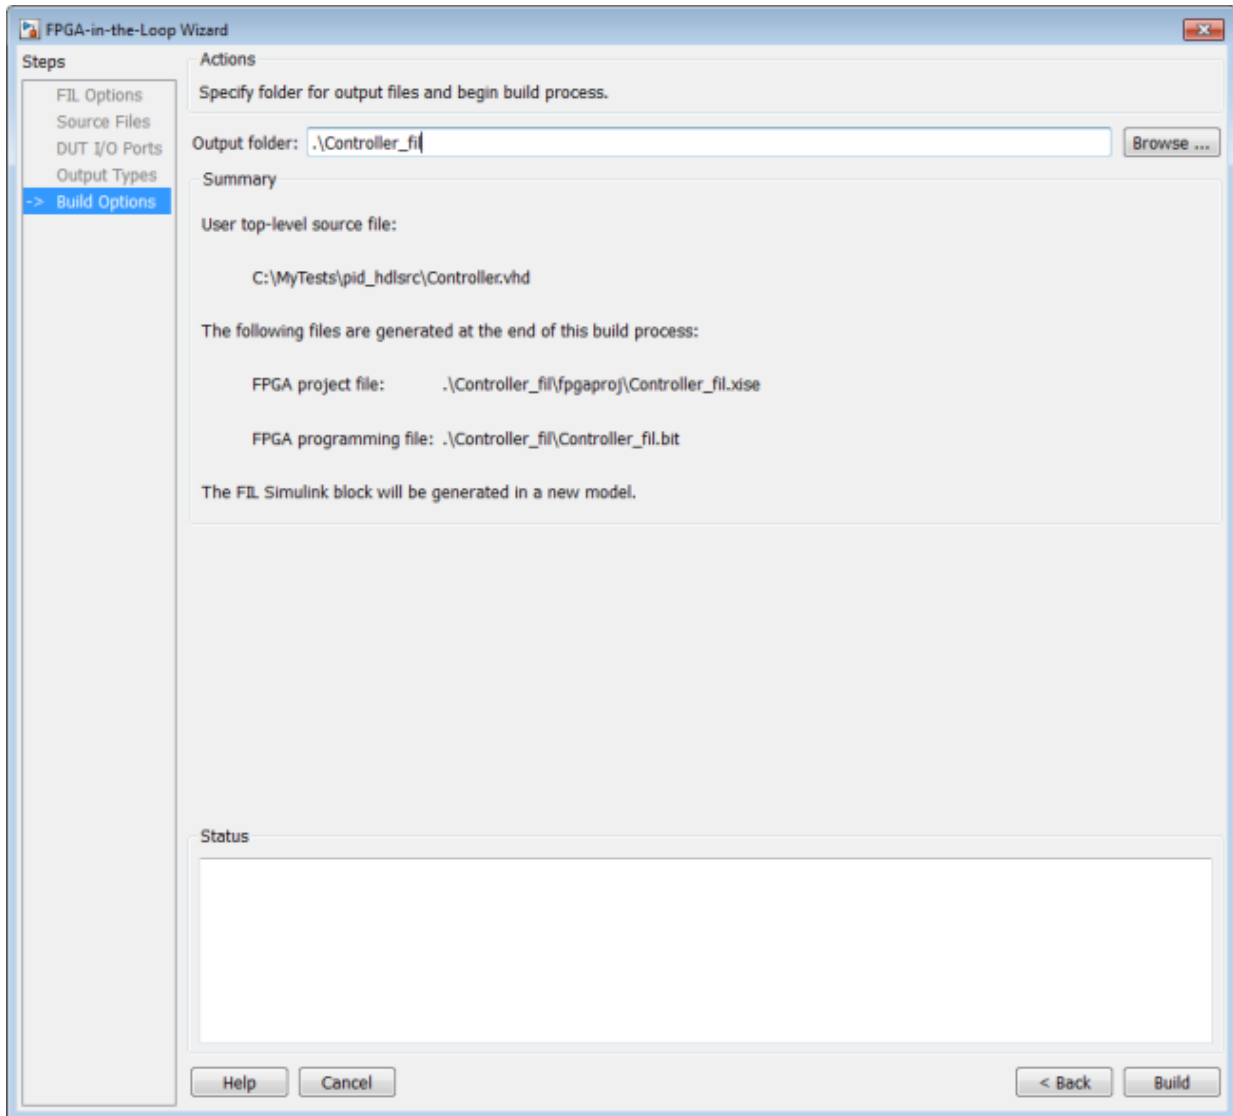 FPGA-in-the-Loop Wizard
Steps
FIL Options
Source Files
DUT I/O Ports
Output Types
-> Build Options
Actions
Specify folder for output files and begin build process.
Output folder: .\Controller_fil Browse ...
Summary
User top-level source file:
C:\MyTests\pid_hdlsrc\Controller.vhd
The following files are generated at the end of this build process:
FPGA project file: .\Controller_fil\fpgaproj\Controller_fil.xise
FPGA programming file: .\Controller_fil\Controller_fil.bit
The FIL Simulink block will be generated in a new model.
Status
Help Cancel < Back Build